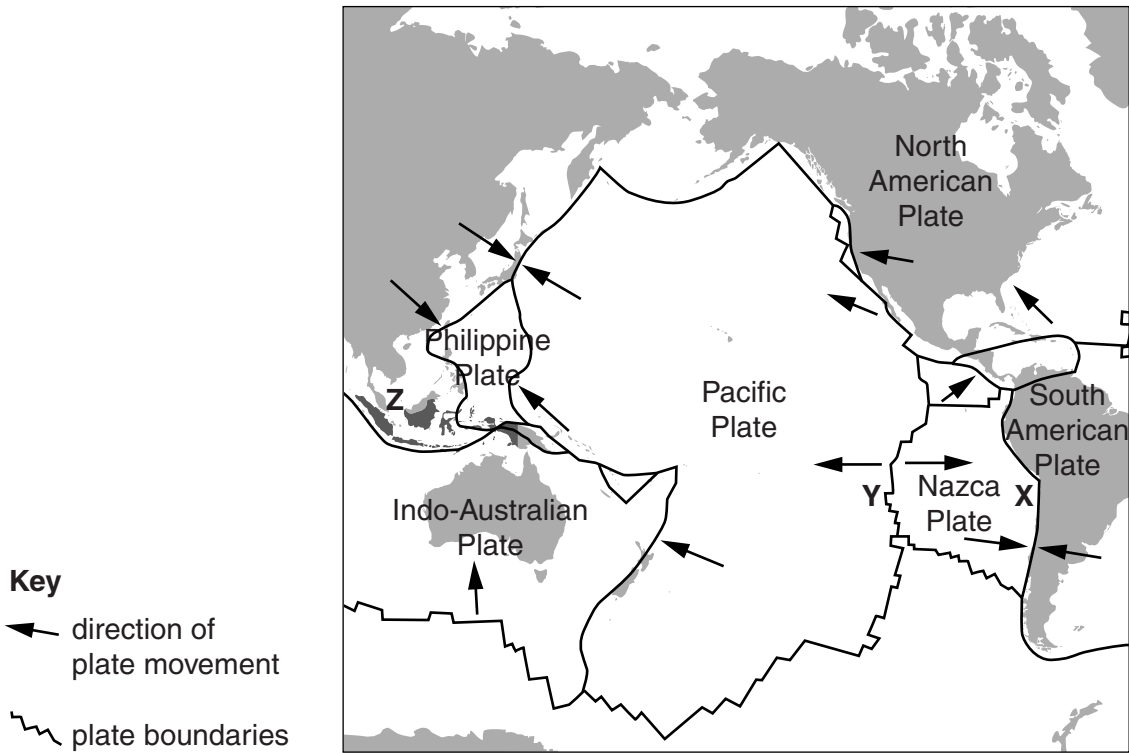 North
American
Plate
Philippine
Plate
Z
Pacific
Plate
South
American
Plate
Y
Nazca
Plate
X
Indo-Australian
Plate
Key
direction of
plate movement
plate boundaries